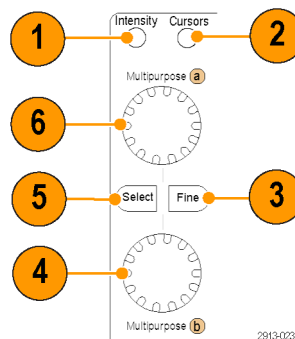 Intensity Cursors
1 2
Multipurpose a
6
5 Select Fine 3
4
Multipurpose b
2913-023